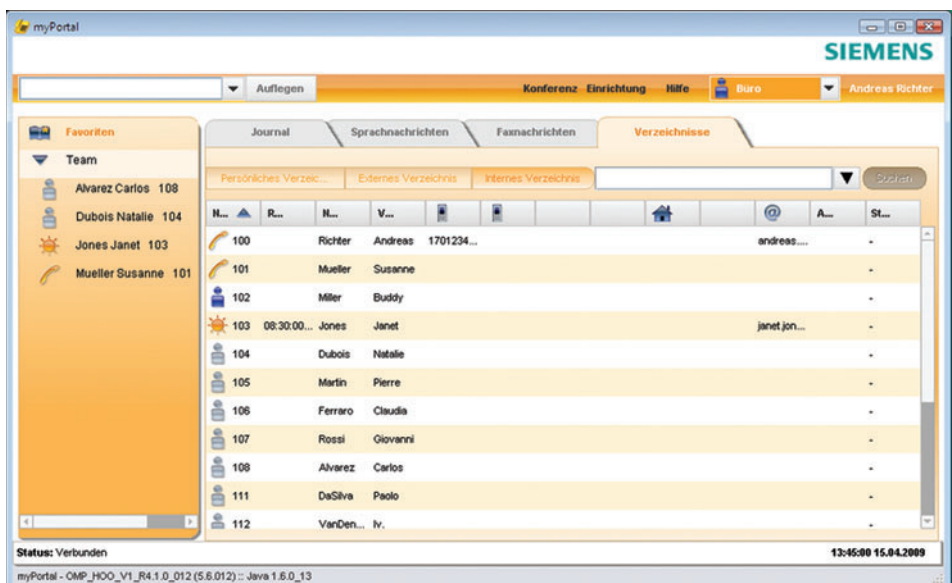 myPortal
SIEMENS
Auflegen Konferenz Einrichtung Hilfe Büro Andreas Richter
Favoriten Journal Sprachnachrichten Faxnachrichten Verzeichnisse
Team
Persönliches Verzeic... Externes Verzeichnis Internes Verzeichnis Suchen
Alvarez Carlos 108
Dubois Natalie 104
Jones Janet 103
Mueller Susanne 101
N... R... N... V... @ A... St...
100 Richter Andreas 1701234... andreas.... -
101 Mueller Susanne -
102 Miller Buddy -
103 08:30:00... Jones Janet janet.jon... -
104 Dubois Natalie -
105 Martin Pierre -
106 Ferraro Claudia -
107 Rossi Giovanni -
108 Alvarez Carlos -
111 DaSilva Paolo -
112 VanDen... Iv. -
Status: Verbunden 13:45:00 15.04.2009
myPortal - OMP_HOO_V1_R4.1.0_012 (5.6.012) :: Java 1.6.0_13